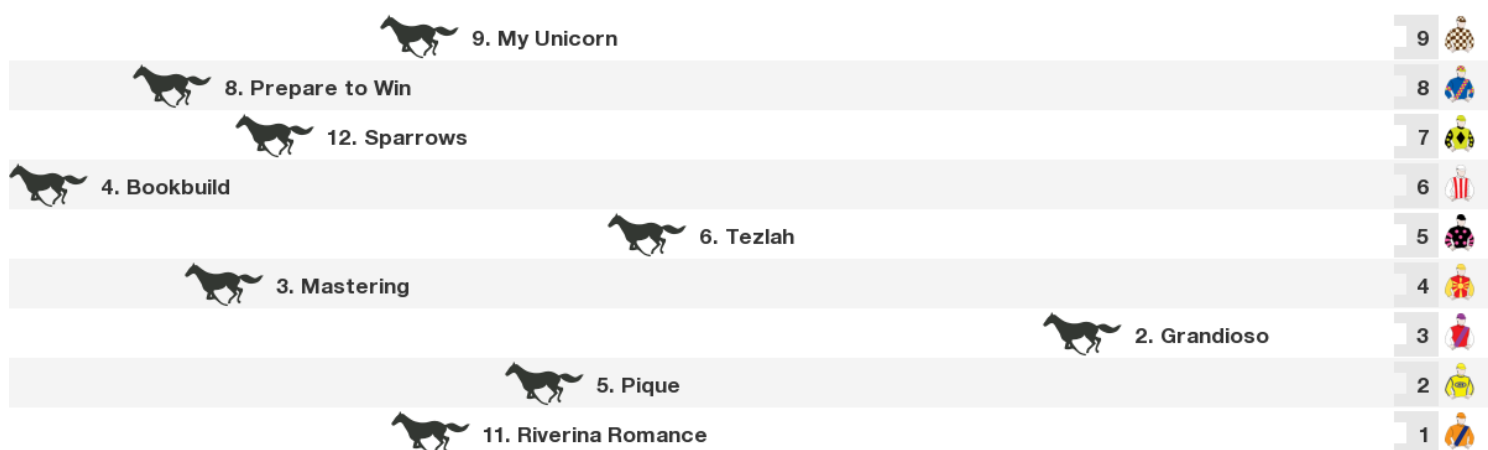 9. My Unicorn 9
8. Prepare to Win 8
12. Sparrows 7
4. Bookbuild 6
6. Tezlah 5
3. Mastering 4
2. Grandioso 3
5. Pique 2
11. Riverina Romance 1